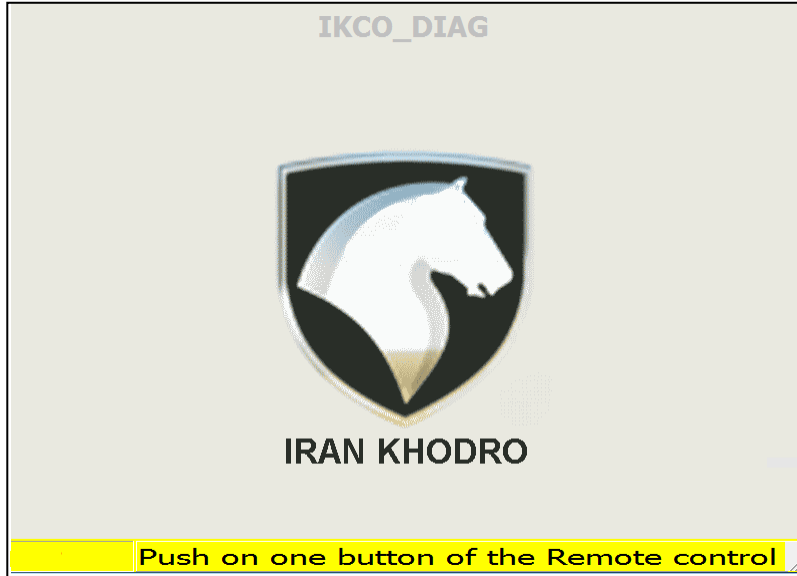 IKCO_DIAG
IRAN KHODRO
Push on one button of the Remote control